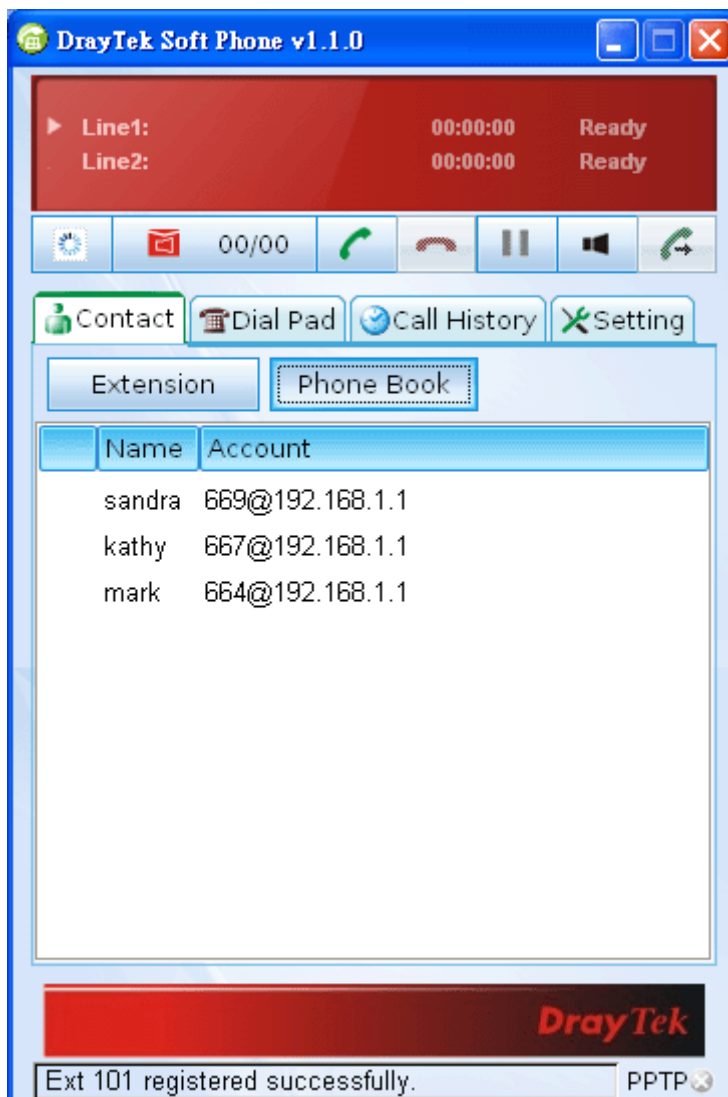 DrayTek Soft Phone v1.1.0
Line1: 00:00:00 Ready
Line2: 00:00:00 Ready
00/00
Contact Dial Pad Call History Setting
Extension Phone Book
Name Account
sandra 669@192.168.1.1
kathy 667@192.168.1.1
mark 664@192.168.1.1
DrayTek
Ext 101 registered successfully. PPTP